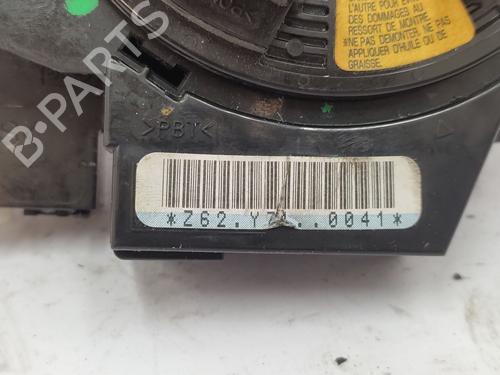 L'AUTRE POUR
DES DOMMAGES AU
RESSORT DE MONTRE.
*NE PAS DEMONTER, NE PAS
APPLIQUER D'HUILE OU DE
GRAISSE.
>PBT<
*Z62.Y 0041*
B-PARTS